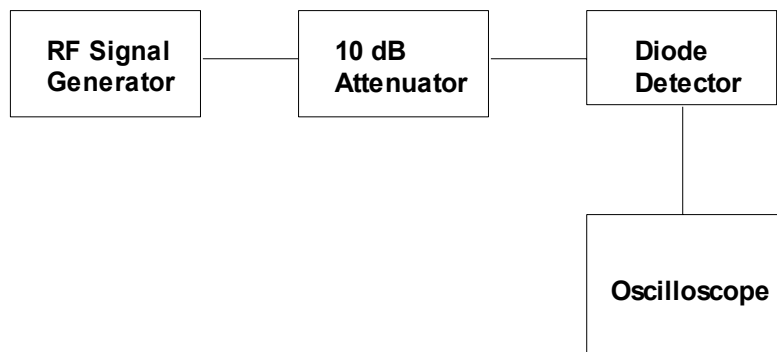 RF Signal
Generator
10 dB
Attenuator
Diode
Detector
Oscilloscope